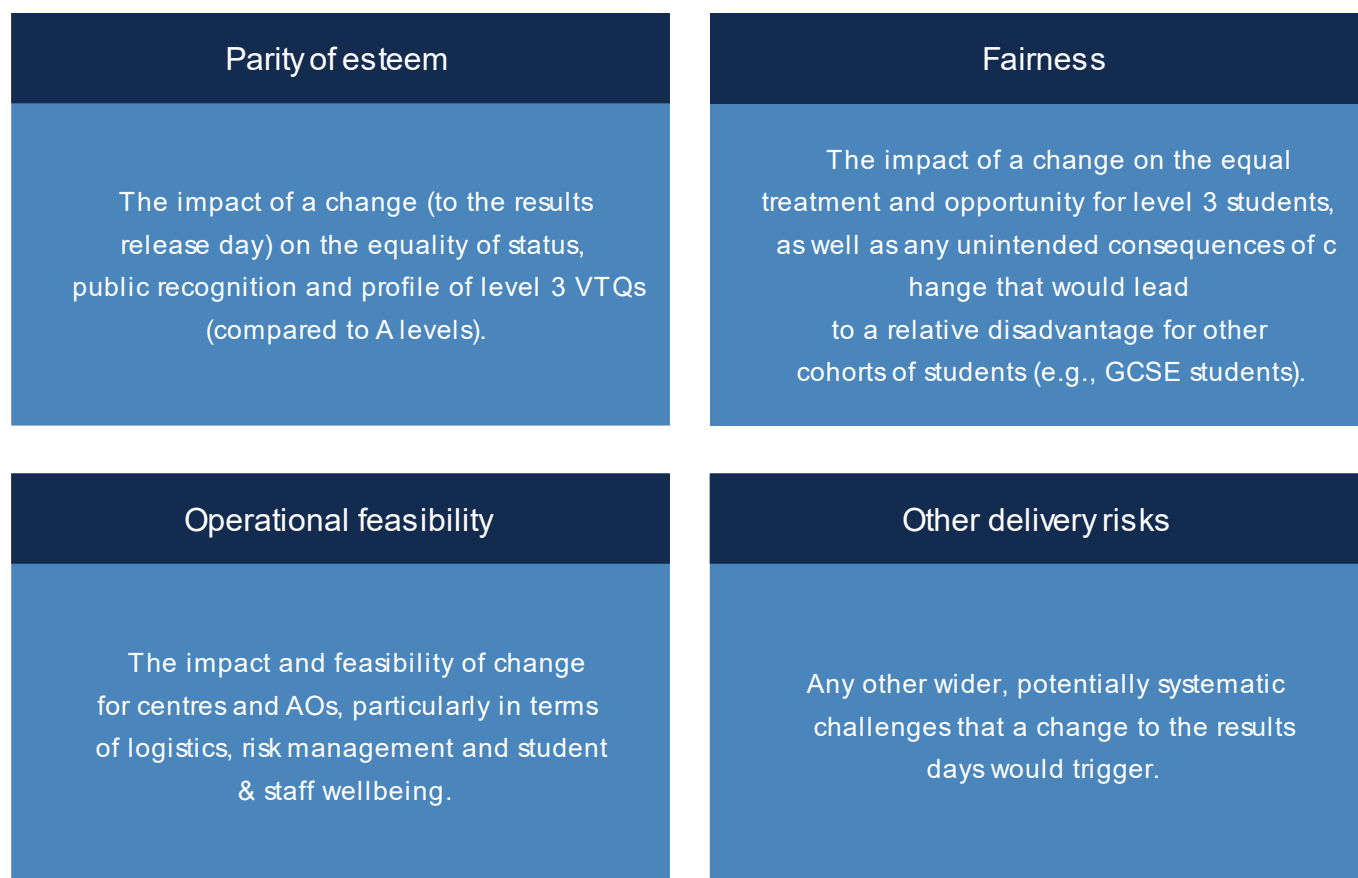 Parity of esteem
The impact of a change (to the results
release day) on the equality of status,
public recognition and profile of level 3 VTQs
(compared to A levels).
Fairness
The impact of a change on the equal
treatment and opportunity for level 3 students,
as well as any unintended consequences of c
hange that would lead
to a relative disadvantage for other
cohorts of students (e.g., GCSE students).
Operational feasibility
The impact and feasibility of change
for centres and AOs, particularly in terms
of logistics, risk management and student
& staff wellbeing.
Other delivery risks
Any other wider, potentially systematic
challenges that a change to the results
days would trigger.